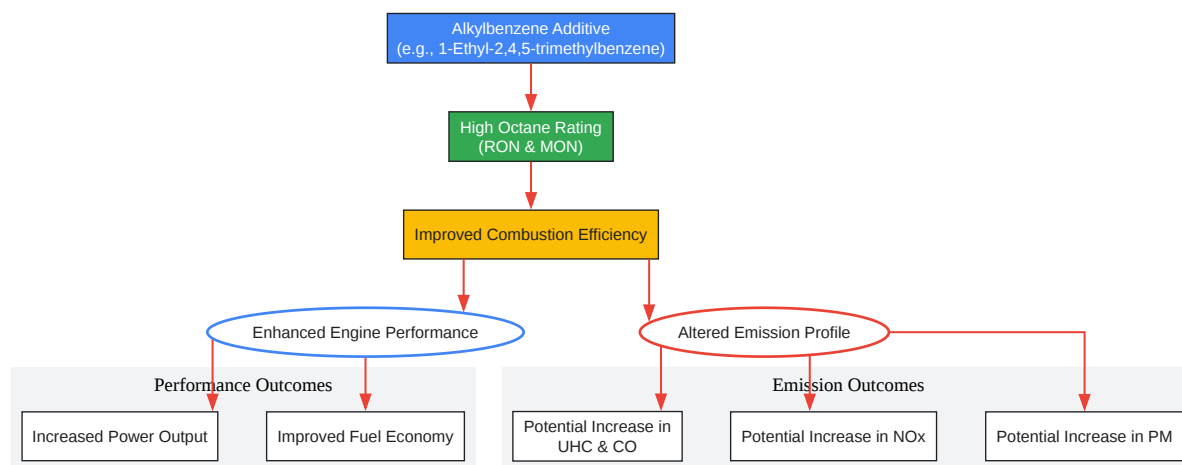 Alkylbenzene Additive
(e.g., 1-Ethyl-2,4,5-trimethylbenzene)
High Octane Rating
(RON & MON)
Improved Combustion Efficiency
Enhanced Engine Performance
Altered Emission Profile
Performance Outcomes
Emission Outcomes
Increased Power Output
Improved Fuel Economy
Potential Increase in
UHC & CO
Potential Increase in NOx
Potential Increase in PM